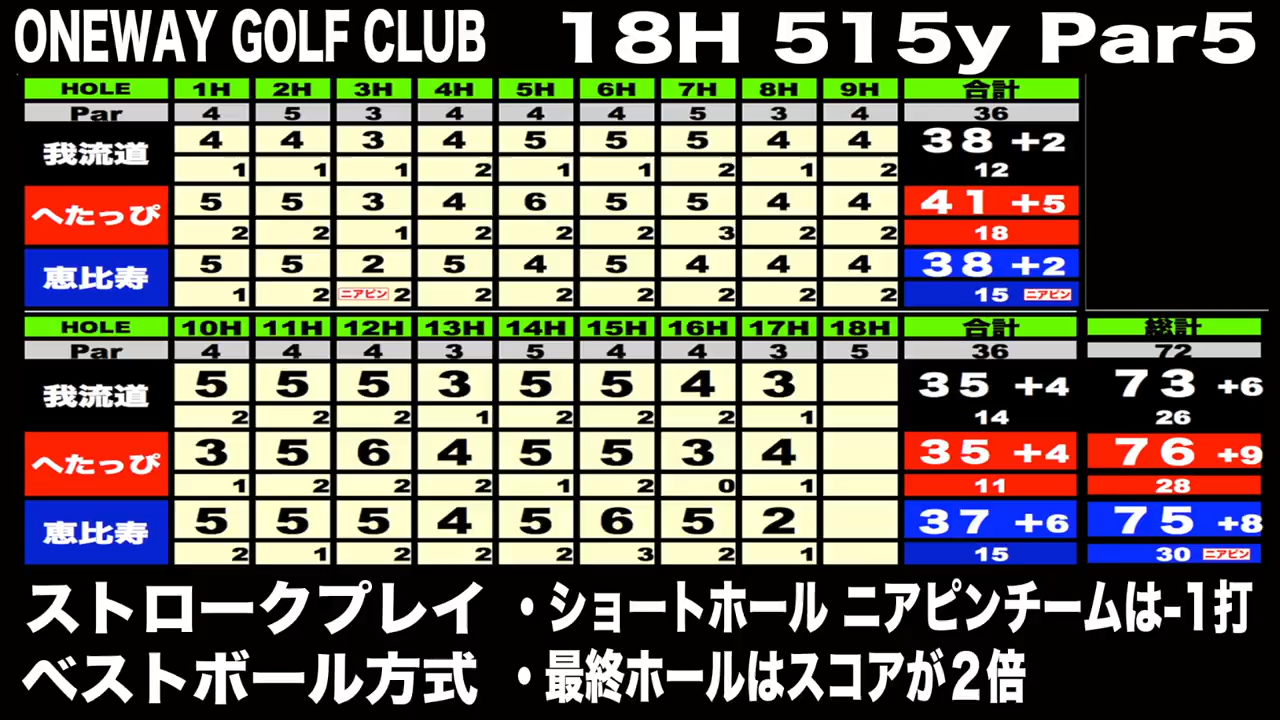 ONEWAY GOLF CLUB 18H 515y Par5
HOLE 1H 2H 3H 4H 5H 6H 7H 8H 9H 合計
Par 4 5 3 4 4 4 5 3 4 36
我流道 4 4 3 4 5 5 5 4 4 38 +2
1 1 1 2 1 1 2 1 2 12
へたっぴ 5 5 3 4 6 5 5 4 4 41 +5
2 2 1 2 2 2 3 2 2 18
恵比寿 5 5 2 5 4 5 4 4 4 38 +2
1 2 ニアピン 2 2 2 2 2 2 2 15 ニアピン
HOLE 10H 11H 12H 13H 14H 15H 16H 17H 18H 合計 総計
Par 4 4 4 3 5 4 4 3 5 36 72
我流道 5 5 5 3 5 5 4 3 35 +4 73 +6
2 2 2 1 2 2 2 1 14 26
へたっぴ 3 5 6 4 5 5 3 4 35 +4 76 +9
1 2 2 2 1 2 0 1 11 28
恵比寿 5 5 5 4 5 6 5 2 37 +6 75 +8
2 1 2 2 2 3 2 1 15 30 ニアピン
ストロークプレイ ・ショートホール ニアピンチームは-1打
ベストボール方式 ・最終ホールはスコアが2倍